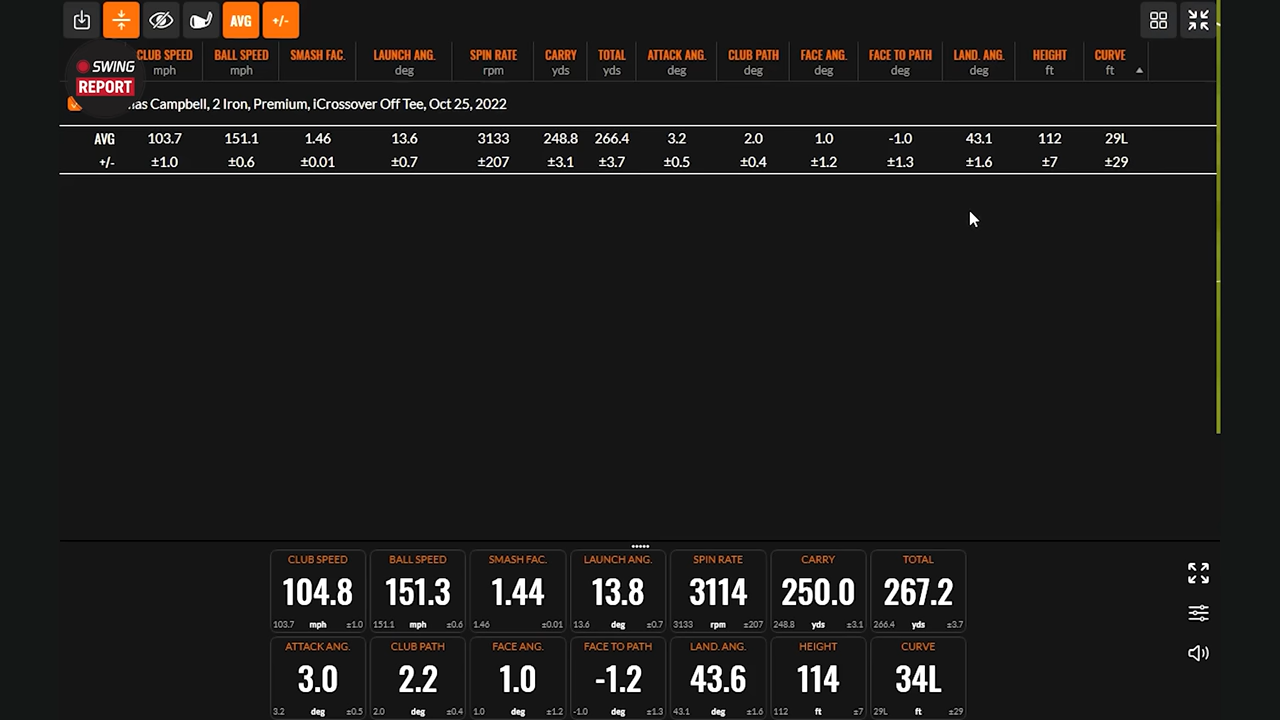 AVG +/-
SWING
REPORT
CLUB SPEED BALL SPEED SMASH FAC. LAUNCH ANG. SPIN RATE CARRY TOTAL ATTACK ANG. CLUB PATH FACE ANG. FACE TO PATH LAND. ANG. HEIGHT CURVE
mph mph deg rpm yds yds deg deg deg deg deg ft ft
Campbell, 2 Iron, Premium, iCrossover Off Tee, Oct 25, 2022
AVG 103.7 151.1 1.46 13.6 3133 248.8 266.4 3.2 2.0 1.0 -1.0 43.1 112 29L
+/- ±1.0 ±0.6 ±0.01 ±0.7 ±207 ±3.1 ±3.7 ±0.5 ±0.4 ±1.2 ±1.3 ±1.6 ±7 ±29
CLUB SPEED BALL SPEED SMASH FAC. LAUNCH ANG. SPIN RATE CARRY TOTAL
104.8 151.3 1.44 13.8 3114 250.0 267.2
103.7 mph ±1.0 151.1 mph ±0.6 1.46 ±0.01 13.6 deg ±0.7 3133 rpm ±207 248.8 yds ±3.1 266.4 yds ±3.7
ATTACK ANG. CLUB PATH FACE ANG. FACE TO PATH LAND. ANG. HEIGHT CURVE
3.0 2.2 1.0 -1.2 43.6 114 34L
3.2 deg ±0.5 2.0 deg ±0.4 1.0 deg ±1.2 -1.0 deg ±1.3 43.1 deg ±1.6 112 ft ±7 29L ft ±29